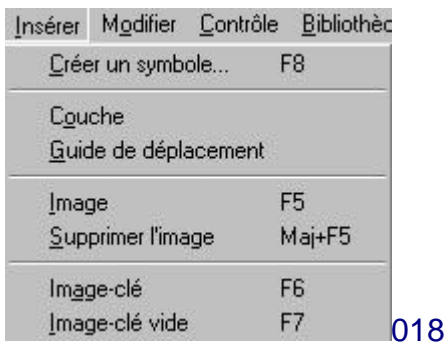 Insérer Modifier Contrôle Bibliothèc
Créer un symbole... F8
Couche
Guide de déplacement
Image F5
Supprimer l'image Maj+F5
Image-clé F6
Image-clé vide F7
018